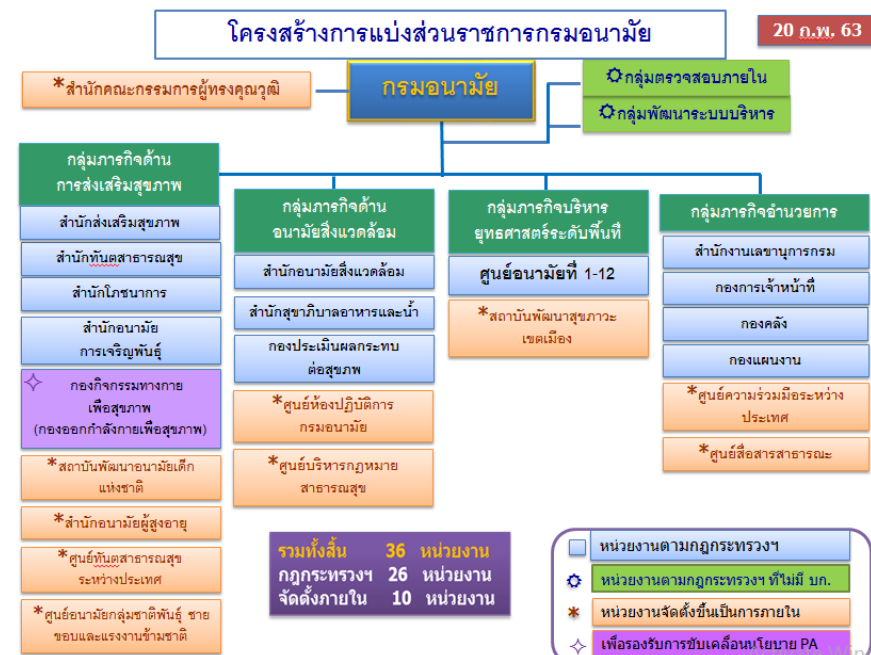 โครงสร้างการแบ่งส่วนราชการกรมอนามัย
20 ก.พ. 63
*สำนักคณะกรรมการผู้ทรงคุณวุฒิ
กรมอนามัย
กลุ่มตรวจสอบภายใน
กลุ่มพัฒนาระบบบริหาร
กลุ่มภารกิจด้าน
การส่งเสริมสุขภาพ
สำนักส่งเสริมสุขภาพ
สำนักทันตสาธารณสุข
สำนักโภชนาการ
สำนักอนามัย
การเจริญพันธุ์
กองกิจกรรมทางกาย
เพื่อสุขภาพ
(กองออกกำลังกายเพื่อสุขภาพ)
*สถาบันพัฒนาอนามัยเด็ก
แห่งชาติ
*สำนักอนามัยผู้สูงอายุ
*ศูนย์ทันตสาธารณสุข
ระหว่างประเทศ
*ศูนย์อนามัยกลุ่มชาติพันธุ์ ชาย
ขอบและแรงงานข้ามชาติ
กลุ่มภารกิจด้าน
อนามัยสิ่งแวดล้อม
สำนักอนามัยสิ่งแวดล้อม
สำนักสุขาภิบาลอาหารและน้ำ
กองประเมินผลกระทบ
ต่อสุขภพ
*ศูนย์ห้องปฏิบัติการ
กรมอนามัย
*ศูนย์บริหารกฎหมาย
สาธารณสุข
กลุ่มภารกิจบริหาร
ยุทธศาสตร์ระดับพื้นที่
ศูนย์อนามัยที่ 1-12
*สถาบันพัฒนาสุขภาวะ
เขตเมือง
กลุ่มภารกิจอำนวยการ
สำนักงานเลขานุการกรม
กองการเจ้าหน้าที่
กองคลัง
กองแผนงาน
*ศูนย์ความร่วมมือระหว่าง
ประเทศ
*ศูนย์สื่อสารสาธารณะ
รวมทั้งสิ้น 36 หน่วยงาน
กฎกระทรวงฯ 26 หน่วยงาน
จัดตั้งภายใน 10 หน่วยงาน
หน่วยงานตามกฎกระทรวงฯ
หน่วยงานตามกฎกระทรวงฯ ที่ไม่มี บก.
* หน่วยงานจัดตั้งขึ้นเป็นการภายใน
เพื่อรองรับการขับเคลื่อนนโยบาย PA